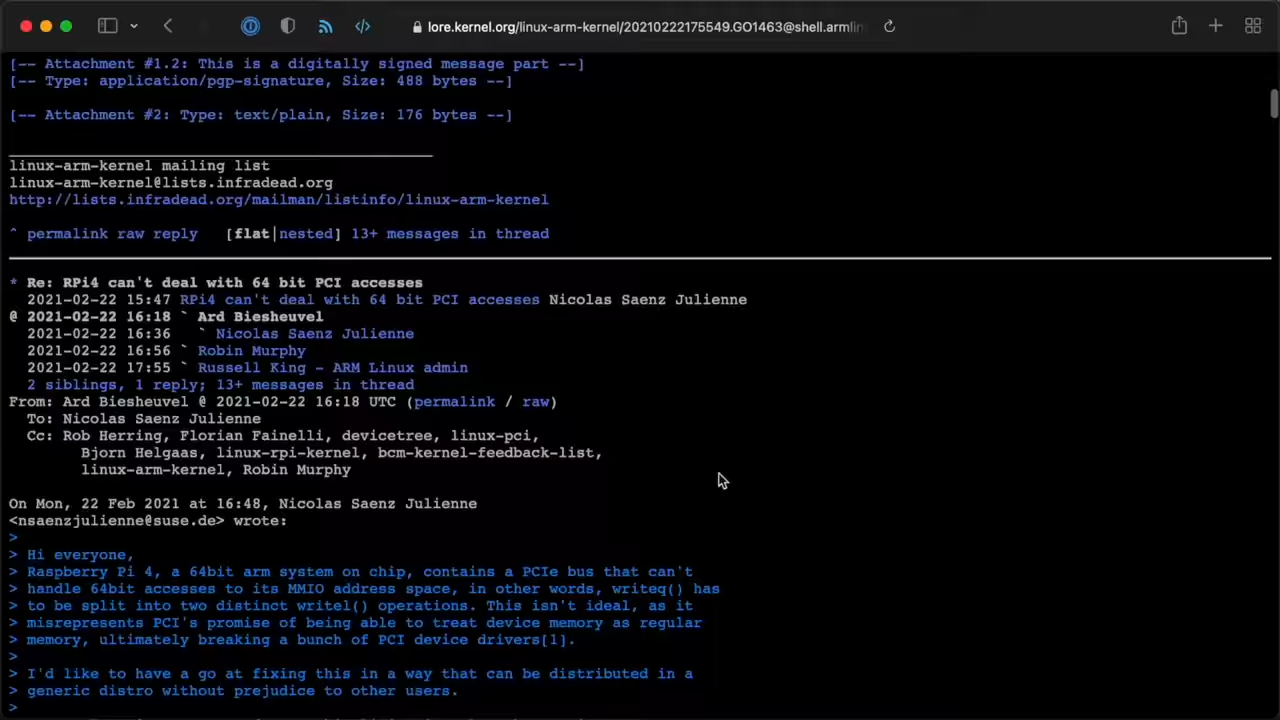 lore.kernel.org/linux-arm-kernel/20210222175549.GO1463@shell.armlin
[-- Attachment #1.2: This is a digitally signed message part --]
[-- Type: application/pgp-signature, Size: 488 bytes --]
[-- Attachment #2: Type: text/plain, Size: 176 bytes --]
_______________________________________________
linux-arm-kernel mailing list
linux-arm-kernel@lists.infradead.org
http://lists.infradead.org/mailman/listinfo/linux-arm-kernel
^ permalink raw reply [flat|nested] 13+ messages in thread
* Re: RPi4 can't deal with 64 bit PCI accesses
2021-02-22 15:47 RPi4 can't deal with 64 bit PCI accesses Nicolas Saenz Julienne
@ 2021-02-22 16:18 ` Ard Biesheuvel
2021-02-22 16:36 ` Nicolas Saenz Julienne
2021-02-22 16:56 ` Robin Murphy
2021-02-22 17:55 ` Russell King - ARM Linux admin
2 siblings, 1 reply; 13+ messages in thread
From: Ard Biesheuvel @ 2021-02-22 16:18 UTC (permalink / raw)
To: Nicolas Saenz Julienne
Cc: Rob Herring, Florian Fainelli, devicetree, linux-pci,
Bjorn Helgaas, linux-rpi-kernel, bcm-kernel-feedback-list,
linux-arm-kernel, Robin Murphy
On Mon, 22 Feb 2021 at 16:48, Nicolas Saenz Julienne
<nsaenzjulienne@suse.de> wrote:
>
> Hi everyone,
> Raspberry Pi 4, a 64bit arm system on chip, contains a PCIe bus that can't
> handle 64bit accesses to its MMIO address space, in other words, writeq() has
> to be split into two distinct writel() operations. This isn't ideal, as it
> misrepresents PCI's promise of being able to treat device memory as regular
> memory, ultimately breaking a bunch of PCI device drivers[1].
>
> I'd like to have a go at fixing this in a way that can be distributed in a
> generic distro without prejudice to other users.
>